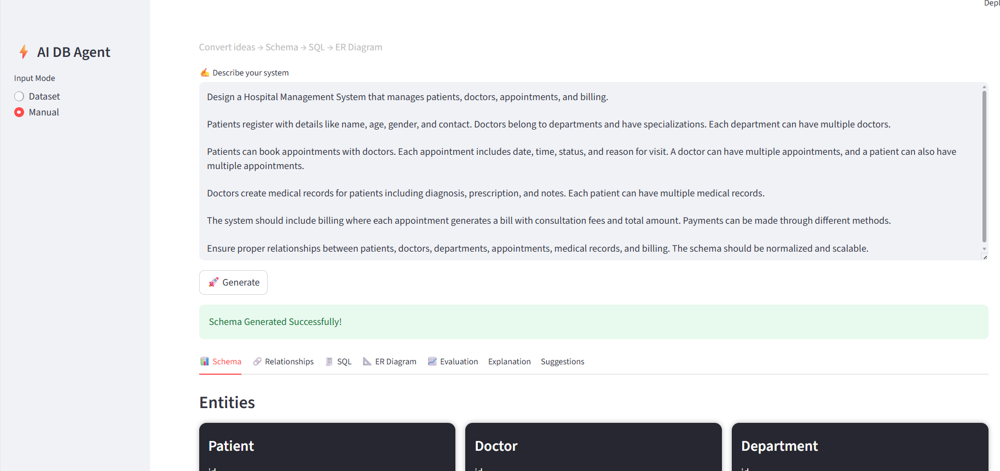 Depl
AI DB Agent
Input Mode
Dataset
Manual
Convert ideas → Schema → SQL → ER Diagram
Describe your system
Design a Hospital Management System that manages patients, doctors, appointments, and billing.
Patients register with details like name, age, gender, and contact. Doctors belong to departments and have specializations. Each department can have multiple doctors.
Patients can book appointments with doctors. Each appointment includes date, time, status, and reason for visit. A doctor can have multiple appointments, and a patient can also have
multiple appointments.
Doctors create medical records for patients including diagnosis, prescription, and notes. Each patient can have multiple medical records.
The system should include billing where each appointment generates a bill with consultation fees and total amount. Payments can be made through different methods.
Ensure proper relationships between patients, doctors, departments, appointments, medical records, and billing. The schema should be normalized and scalable.
Generate
Schema Generated Successfully!
Schema Relationships SQL ER Diagram Evaluation Explanation Suggestions
Entities
Patient Doctor Department
id id id